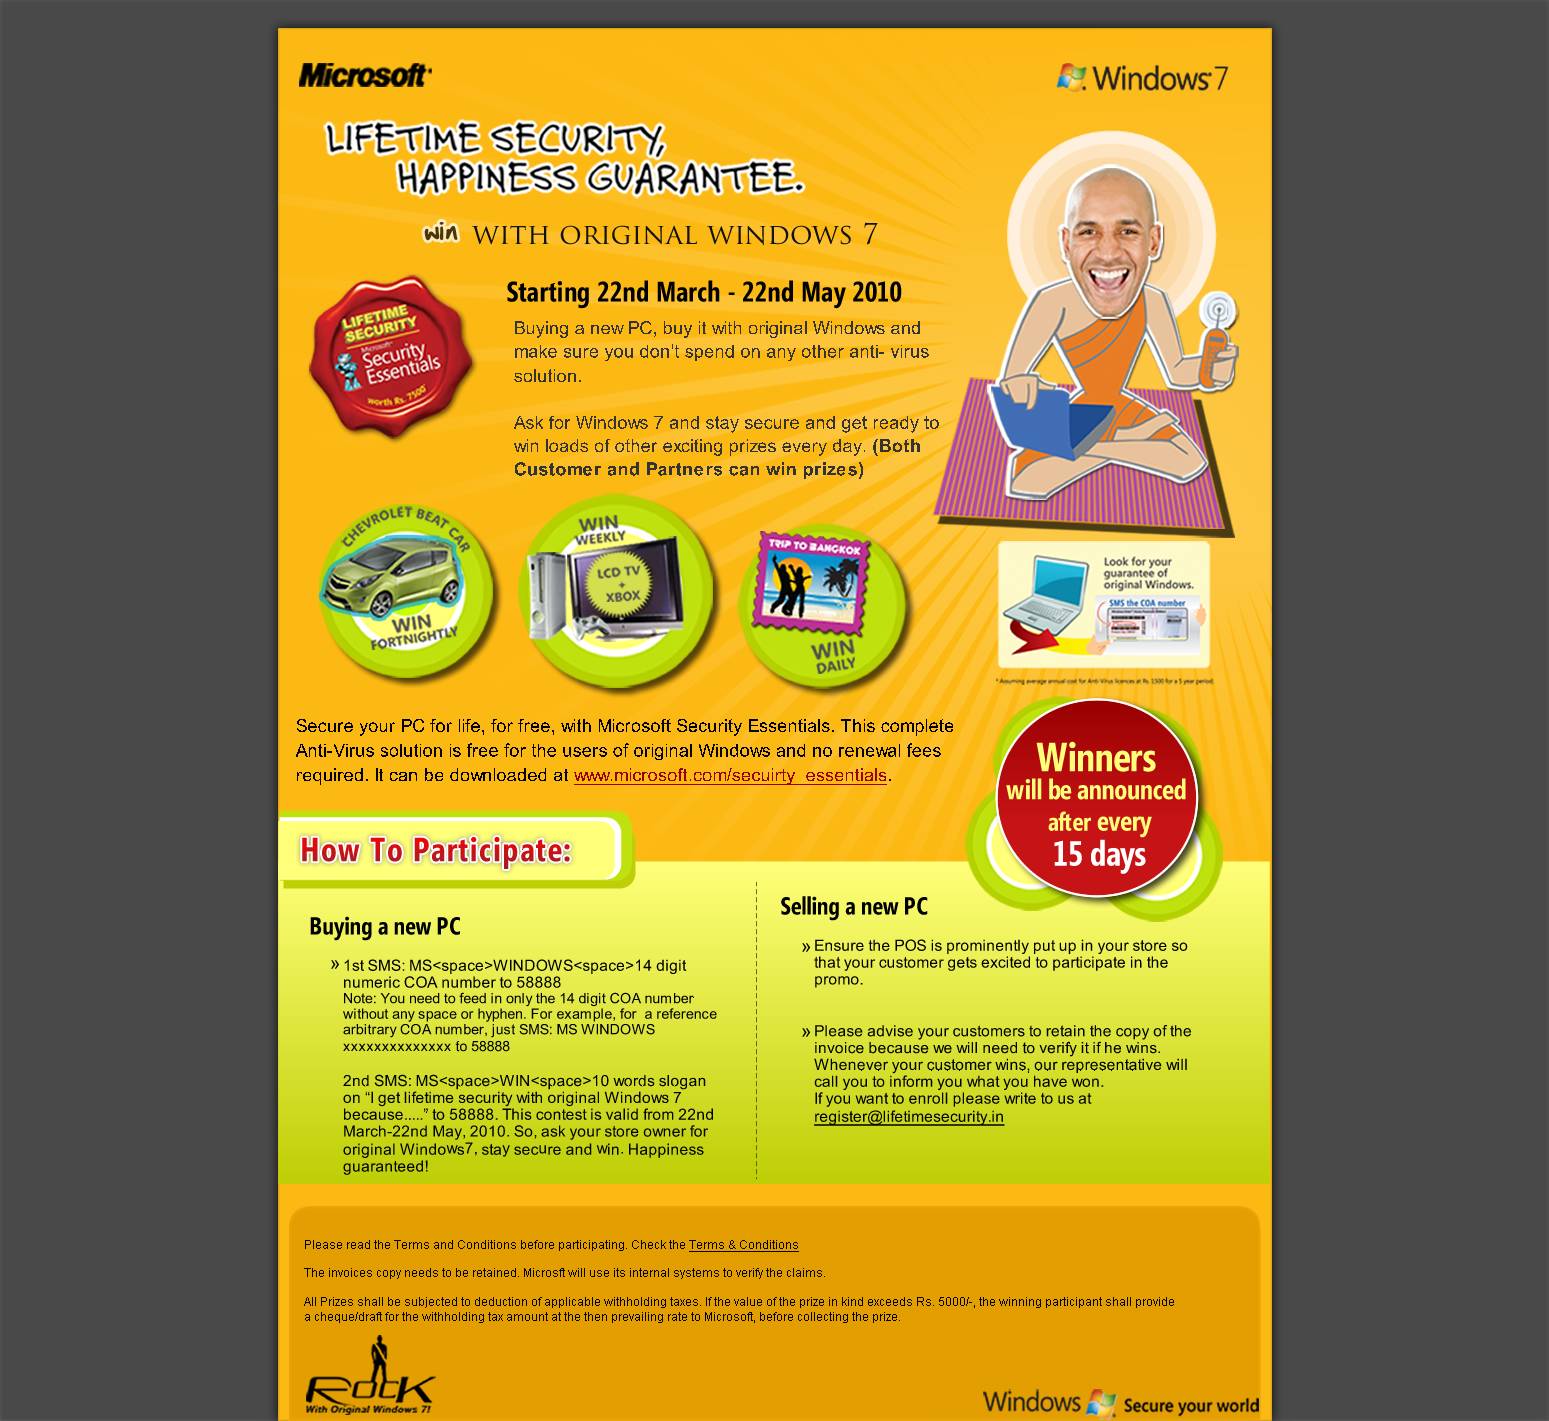 Microsoft®
Windows® 7
LIFETIME SECURITY,
HAPPINESS GUARANTEE.
win WITH ORIGINAL WINDOWS 7
LIFETIME
SECURITY
Microsoft®
Security
Essentials
worth Rs. 7500*
Starting 22nd March - 22nd May 2010
Buying a new PC, buy it with original Windows and
make sure you don't spend on any other anti- virus
solution.
Ask for Windows 7 and stay secure and get ready to
win loads of other exciting prizes every day. (Both
Customer and Partners can win prizes)
CHEVROLET BEAT CAR
WIN
FORTNIGHTLY
WIN
WEEKLY
LCD TV
+
XBOX
TRIP TO BANGKOK
WIN
DAILY
Look for your
guarantee of
original Windows.
SMS the COA number
* Assuming average annual cost for Anti-Virus licences at Rs. 1500 for a 5 year period.
Secure your PC for life, for free, with Microsoft Security Essentials. This complete
Anti-Virus solution is free for the users of original Windows and no renewal fees
required. It can be downloaded at www.microsoft.com/secuirty_essentials.
Winners
will be announced
after every
15 days
How To Participate:
Buying a new PC
» 1st SMS: MS<space>WINDOWS<space>14 digit
numeric COA number to 58888
Note: You need to feed in only the 14 digit COA number
without any space or hyphen. For example, for a reference
arbitrary COA number, just SMS: MS WINDOWS
xxxxxxxxxxxxxx to 58888
2nd SMS: MS<space>WIN<space>10 words slogan
on “I get lifetime security with original Windows 7
because.....” to 58888. This contest is valid from 22nd
March-22nd May, 2010. So, ask your store owner for
original Windows7, stay secure and win. Happiness
guaranteed!
Selling a new PC
» Ensure the POS is prominently put up in your store so
that your customer gets excited to participate in the
promo.
» Please advise your customers to retain the copy of the
invoice because we will need to verify it if he wins.
Whenever your customer wins, our representative will
call you to inform you what you have won.
If you want to enroll please write to us at
register@lifetimesecurity.in
Please read the Terms and Conditions before participating. Check the Terms & Conditions
The invoices copy needs to be retained. Microsft will use its internal systems to verify the claims.
All Prizes shall be subjected to deduction of applicable withholding taxes. If the value of the prize in kind exceeds Rs. 5000/-, the winning participant shall provide
a cheque/draft for the withholding tax amount at the then prevailing rate to Microsoft, before collecting the prize.
ROCK
With Original Windows 7!
Windows Secure your world